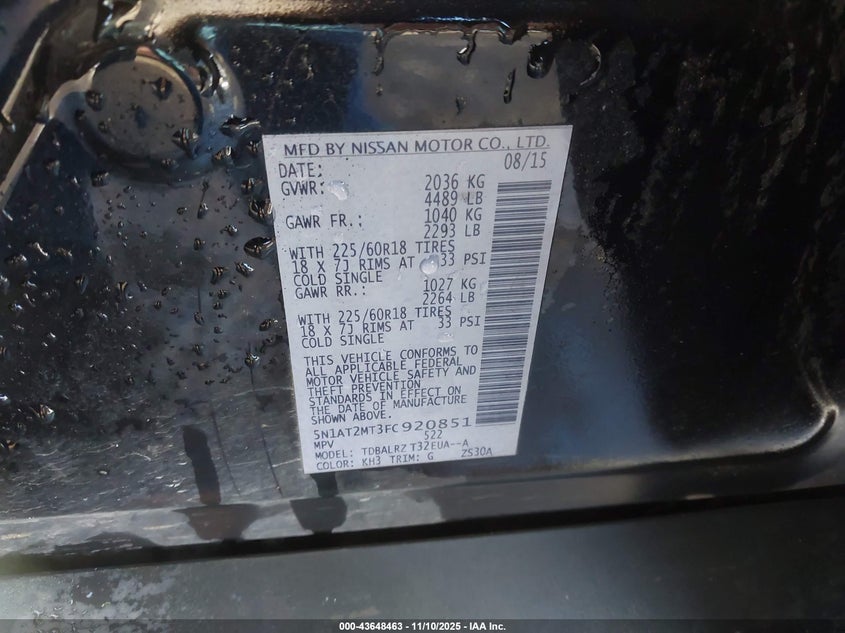 MFD BY NISSAN MOTOR CO., LTD.
DATE: 08/15
GVWR: 2036 KG
4489 LB
GAWR FR.: 1040 KG
2293 LB
WITH 225/60R18 TIRES
18 X 7J RIMS AT 33 PSI
COLD SINGLE
GAWR RR.: 1027 KG
2264 LB
WITH 225/60R18 TIRES
18 X 7J RIMS AT 33 PSI
COLD SINGLE
THIS VEHICLE CONFORMS TO
ALL APPLICABLE FEDERAL
MOTOR VEHICLE SAFETY AND
THEFT PREVENTION
STANDARDS IN EFFECT ON
THE DATE OF MANUFACTURE
SHOWN ABOVE.
5N1AT2MT3FC920851
MPV 522
MODEL: TDBALRZ T32EUA--A
COLOR: KH3 TRIM: G ZS30A
000-43648463 - 11/10/2025 - IAA Inc.